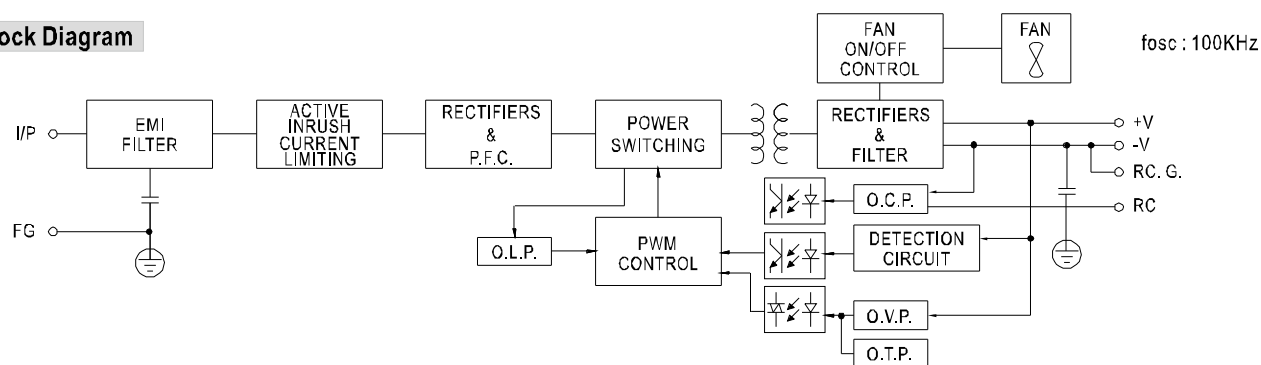 ock Diagram
fosc : 100KHz
FAN
ON/OFF
CONTROL
FAN
I/P
EMI
FILTER
ACTIVE
INRUSH
CURRENT
LIMITING
RECTIFIERS
&
P.F.C.
POWER
SWITCHING
RECTIFIERS
&
FILTER
+V
-V
RC. G.
RC
FG
O.L.P.
PWM
CONTROL
O.C.P.
DETECTION
CIRCUIT
O.V.P.
O.T.P.